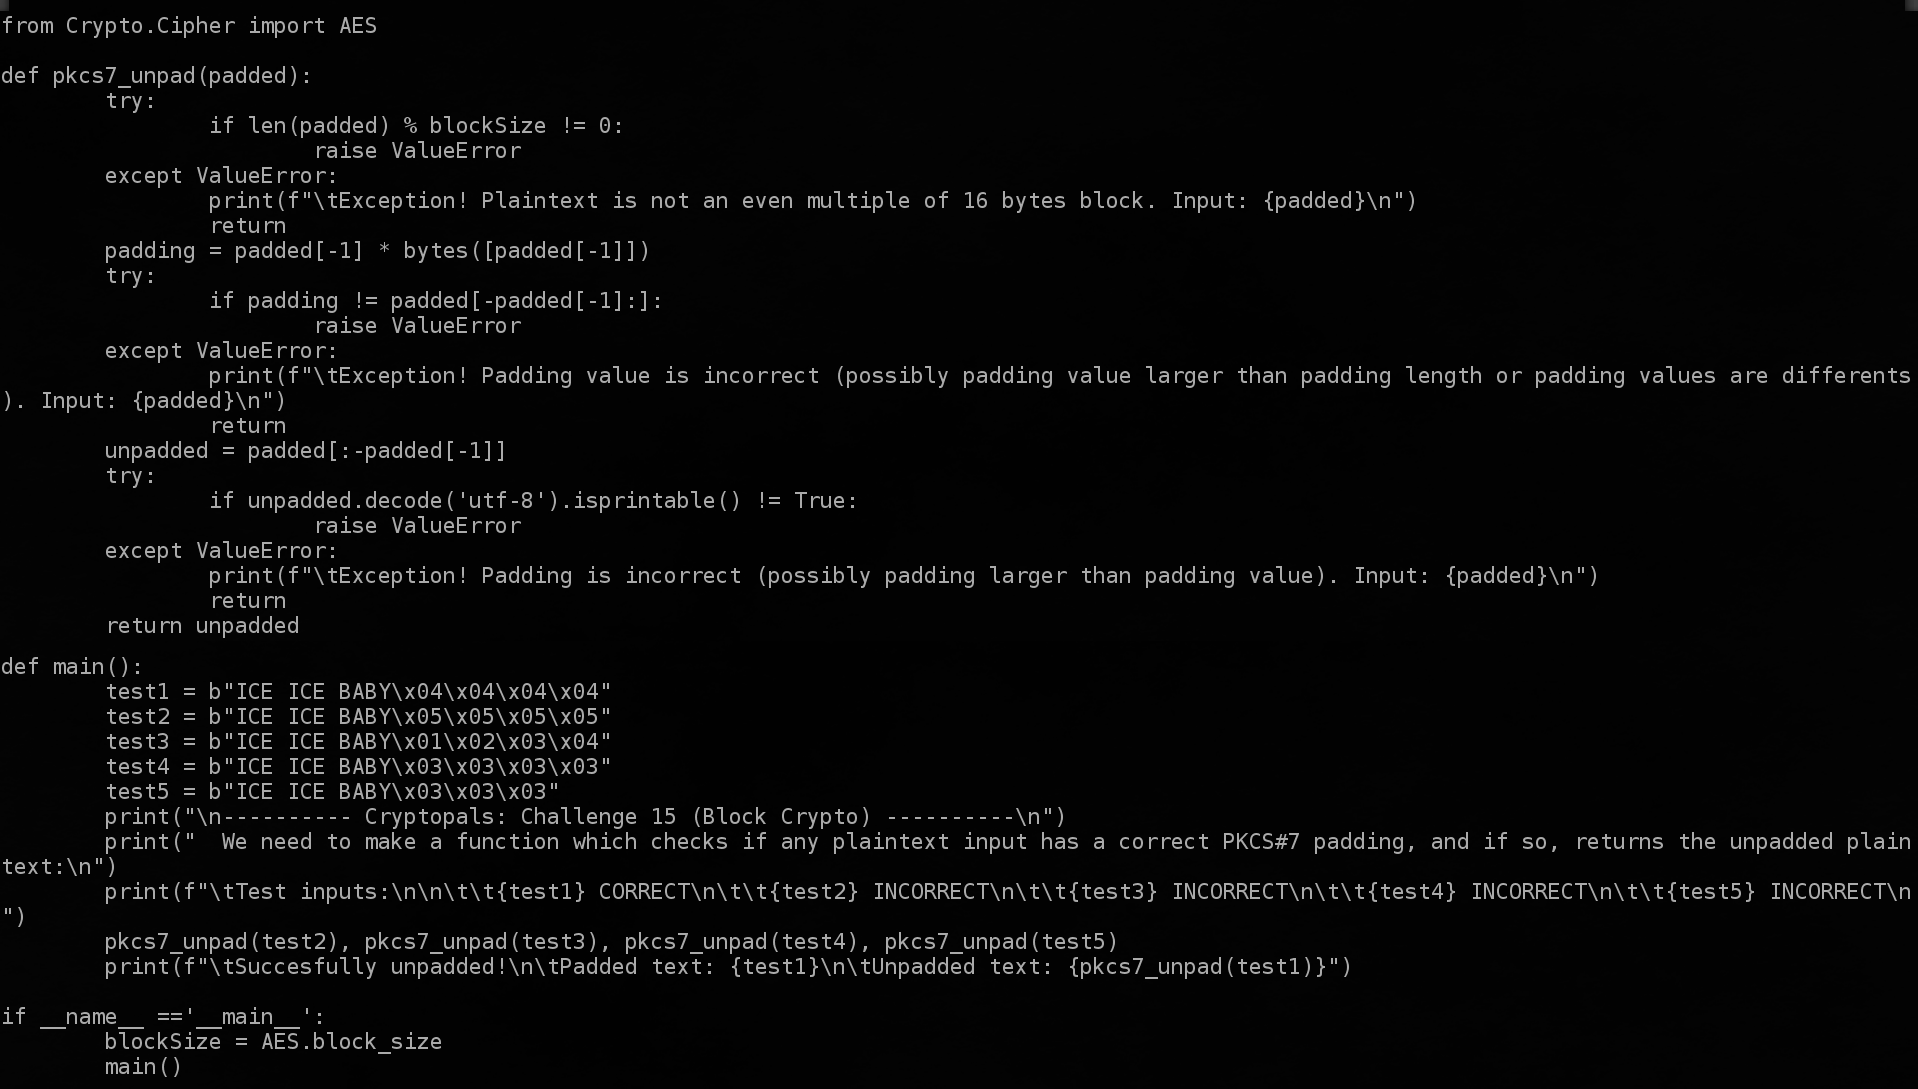 from Crypto.Cipher import AES
def pkcs7_unpad(padded):
        try:
                if len(padded) % blockSize != 0:
                        raise ValueError
        except ValueError:
                print(f"\tException! Plaintext is not an even multiple of 16 bytes block. Input: {padded}\n")
                return
        padding = padded[-1] * bytes([padded[-1]])
        try:
                if padding != padded[-padded[-1]:]:
                        raise ValueError
        except ValueError:
                print(f"\tException! Padding value is incorrect (possibly padding value larger than padding length or padding values are differents
). Input: {padded}\n")
                return
        unpadded = padded[:-padded[-1]]
        try:
                if unpadded.decode('utf-8').isprintable() != True:
                        raise ValueError
        except ValueError:
                print(f"\tException! Padding is incorrect (possibly padding larger than padding value). Input: {padded}\n")
                return
        return unpadded
def main():
        test1 = b"ICE ICE BABY\x04\x04\x04\x04"
        test2 = b"ICE ICE BABY\x05\x05\x05\x05"
        test3 = b"ICE ICE BABY\x01\x02\x03\x04"
        test4 = b"ICE ICE BABY\x03\x03\x03\x03"
        test5 = b"ICE ICE BABY\x03\x03\x03"
        print("\n---------- Cryptopals: Challenge 15 (Block Crypto) ----------\n")
        print("  We need to make a function which checks if any plaintext input has a correct PKCS#7 padding, and if so, returns the unpadded plain
text:\n")
        print(f"\tTest inputs:\n\n\t\t{test1} CORRECT\n\t\t{test2} INCORRECT\n\t\t{test3} INCORRECT\n\t\t{test4} INCORRECT\n\t\t{test5} INCORRECT\n
")
        pkcs7_unpad(test2), pkcs7_unpad(test3), pkcs7_unpad(test4), pkcs7_unpad(test5)
        print(f"\tSuccesfully unpadded!\n\tPadded text: {test1}\n\tUnpadded text: {pkcs7_unpad(test1)}")
if __name__ =='__main__':
        blockSize = AES.block_size
        main()